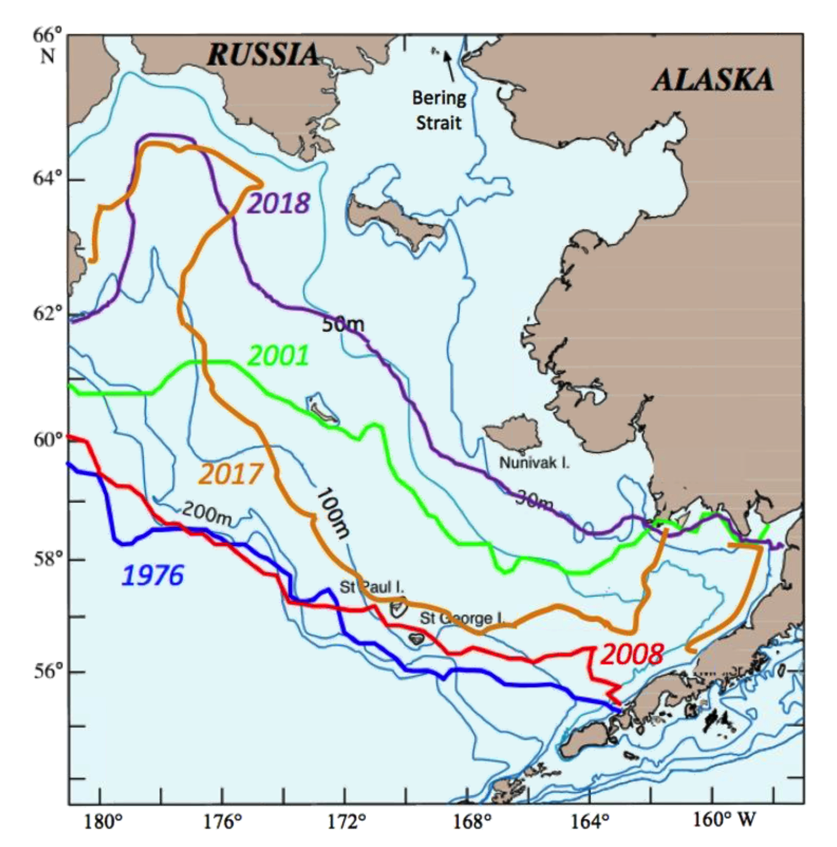 66°
N
RUSSIA
ALASKA
Bering
Strait
64°
2018
62°
50m
2001
60°
Nunivak I.
2017
30m
100m
200m
58°
1976
St Paul I.
St George I.
2008
56°
180°
176°
172°
168°
164°
160° W